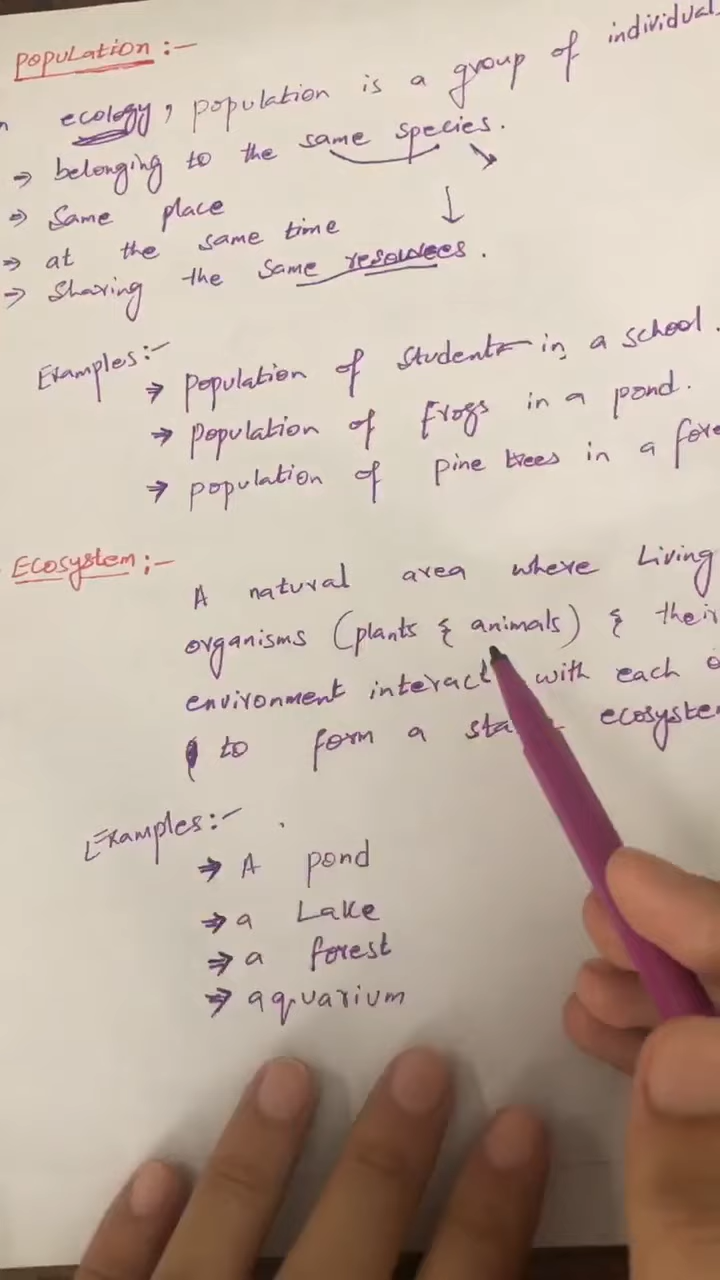 Population :-
ecology, population is a group of individual
⇒ belonging to the same species.
⇒ Same place
⇒ at the same time
⇒ Sharing the same resources.
Examples:-
⇒ population of students in a school.
⇒ population of frogs in a pond.
⇒ population of pine trees in a fore
Ecosystem:-
A natural area where Living
organisms (plants & animals) & their
environment interact with each
to form a ecosyste
Examples:-
⇒ A pond
⇒ a Lake
⇒ a forest
⇒ aquarium